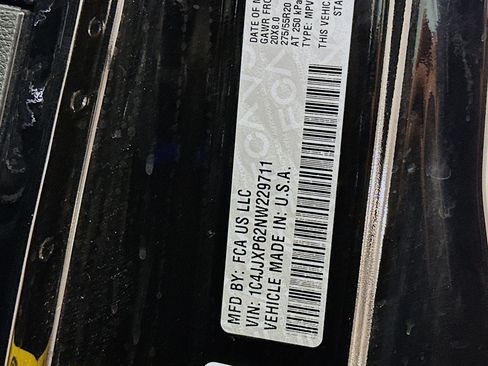 DATE OF M
GAWR FRO
20X8.0
275/55R20
AT 250 kPa
THIS VEHIC
STA
TYPE: MPV
MFD BY: FCA US LLC
VIN: 1C4JJXP62NW229711
VEHICLE MADE IN: U.S.A.